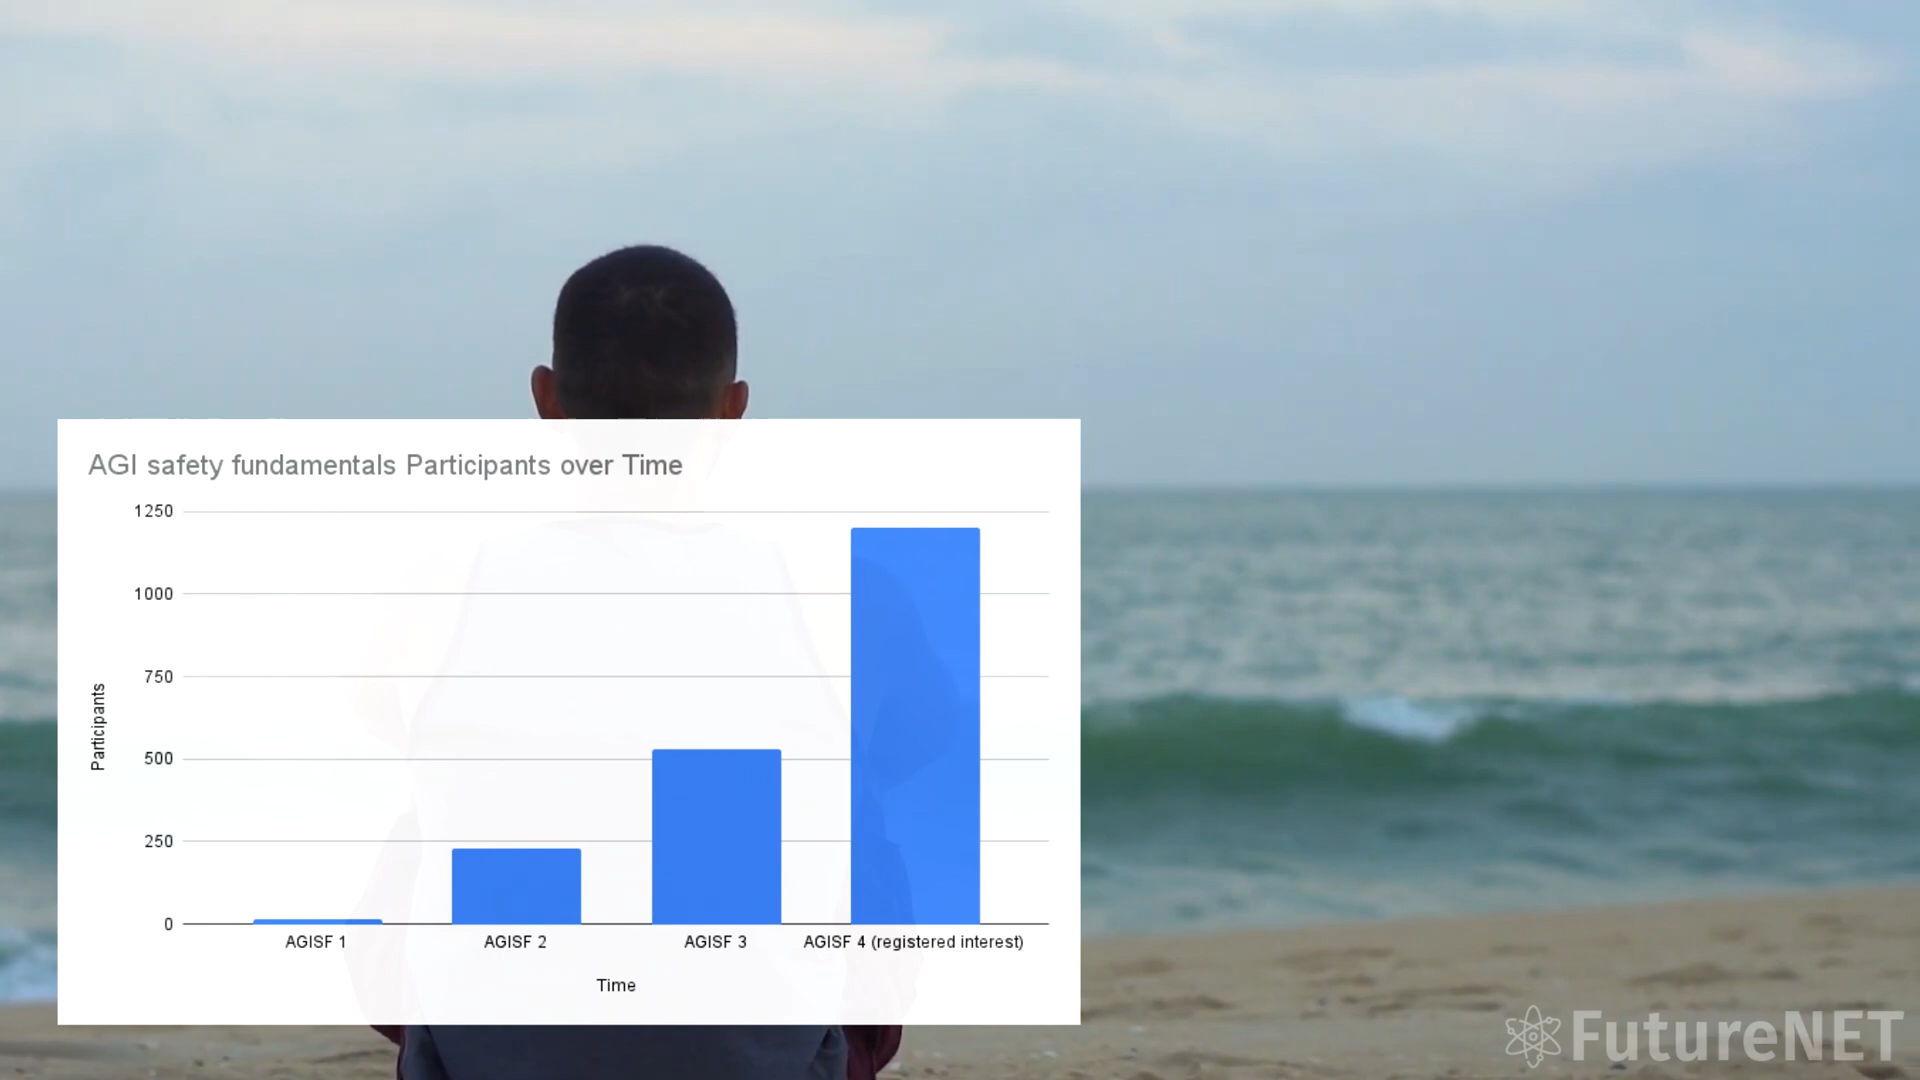 AGI safety fundamentals Participants over Time
1250
1000
750
500
250
0
Participants
AGISF 1
AGISF 2
AGISF 3
AGISF 4 (registered interest)
Time
FutureNET